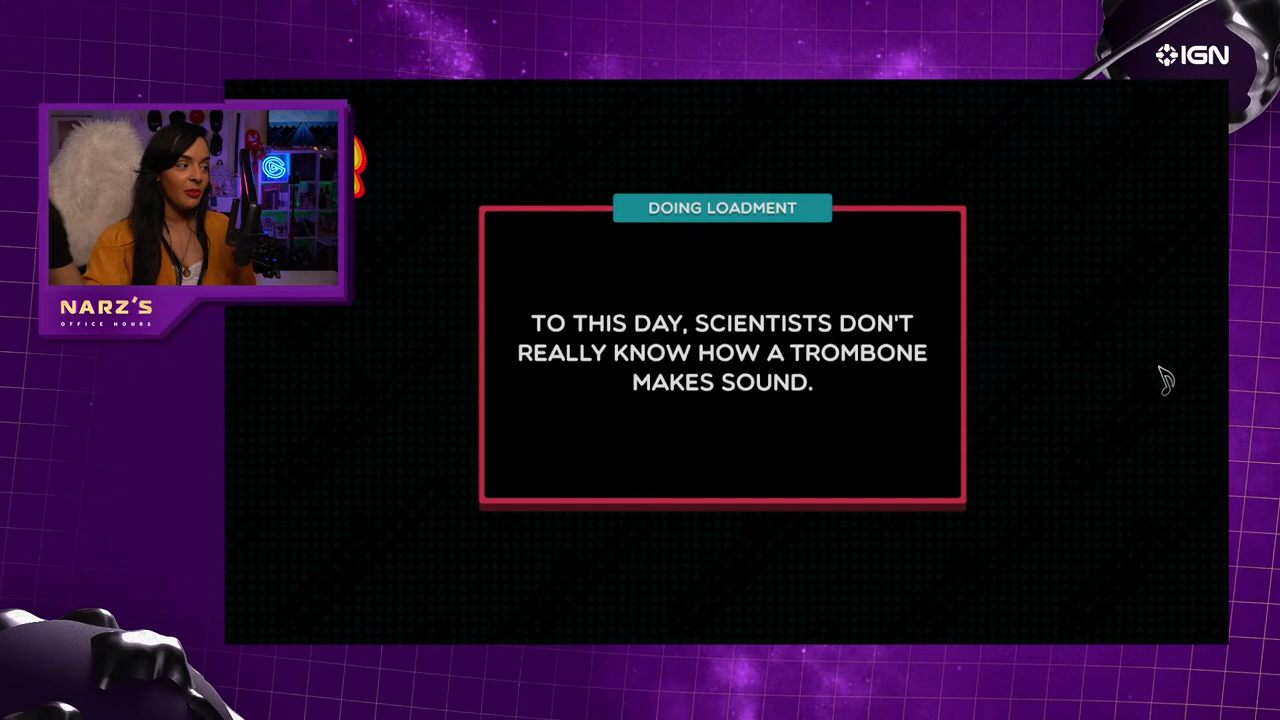 IGN
NARZ'S
OFFICE HOURS
DOING LOADMENT
TO THIS DAY, SCIENTISTS DON'T
REALLY KNOW HOW A TROMBONE
MAKES SOUND.